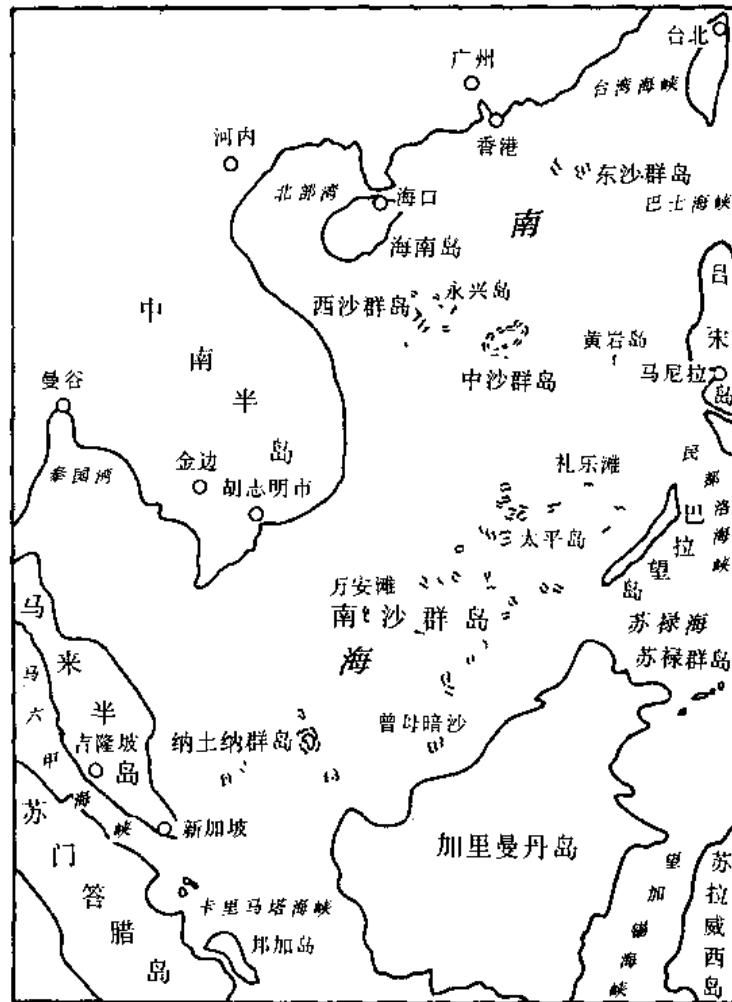 台北
广州
台湾海峡
香港
河内
东沙群岛
北部湾
海口
巴士海峡
南
海南岛
吕宋岛
永兴岛
西沙群岛
中
黄岩岛
中沙群岛
马尼拉
南
曼谷
半
岛
民都洛海峡
泰国湾
金边
胡志明市
礼乐滩
巴拉望岛
太平岛
万安滩
南沙群岛
苏禄海
海
苏禄群岛
马来半岛
马六甲海峡
曾母暗沙
纳土纳群岛
吉隆坡
新加坡
加里曼丹岛
苏门答腊岛
望加锡海峡
苏拉威西岛
卡里马塔海峡
邦加岛